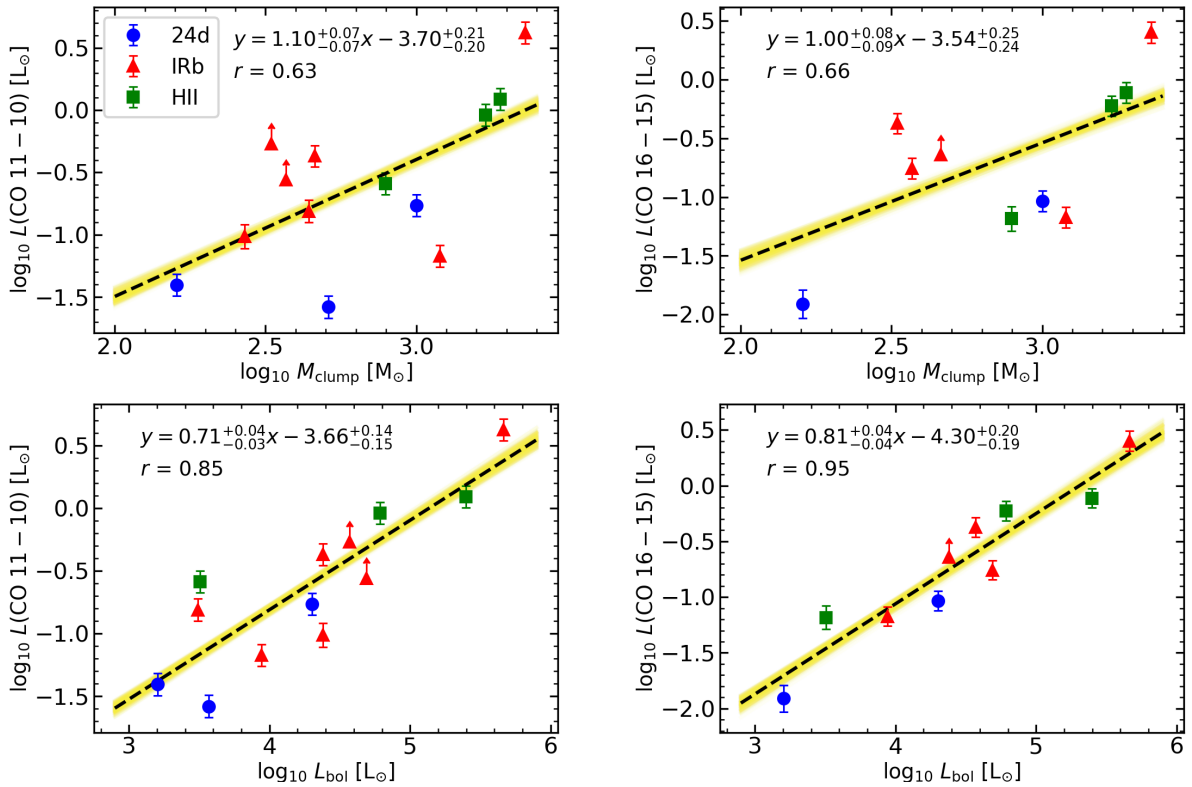 24d
IRb
HII
y = 1.10^{+0.07}_{-0.07}x − 3.70^{+0.21}_{-0.20}
r = 0.63
log₁₀ L(CO 11 − 10) [L⊙]
0.5
0.0
−0.5
−1.0
−1.5
2.0 2.5 3.0
log₁₀ M_clump [M⊙]
y = 1.00^{+0.08}_{-0.09}x − 3.54^{+0.25}_{-0.24}
r = 0.66
log₁₀ L(CO 16 − 15) [L⊙]
0.5
0.0
−0.5
−1.0
−1.5
−2.0
2.0 2.5 3.0
log₁₀ M_clump [M⊙]
y = 0.71^{+0.04}_{-0.03}x − 3.66^{+0.14}_{-0.15}
r = 0.85
log₁₀ L(CO 11 − 10) [L⊙]
0.5
0.0
−0.5
−1.0
−1.5
3 4 5 6
log₁₀ L_bol [L⊙]
y = 0.81^{+0.04}_{-0.04}x − 4.30^{+0.20}_{-0.19}
r = 0.95
log₁₀ L(CO 16 − 15) [L⊙]
0.5
0.0
−0.5
−1.0
−1.5
−2.0
3 4 5 6
log₁₀ L_bol [L⊙]